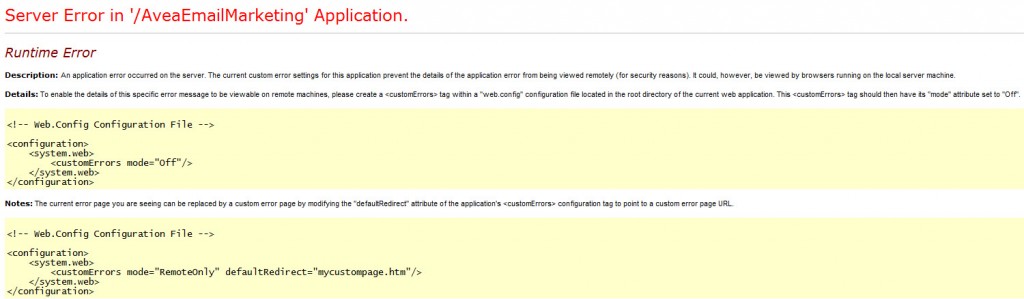 Server Error in '/AveaEmailMarketing' Application.
Runtime Error
Description: An application error occurred on the server. The current custom error settings for this application prevent the details of the application error from being viewed remotely (for security reasons). It could, however, be viewed by browsers running on the local server machine.
Details: To enable the details of this specific error message to be viewable on remote machines, please create a <customErrors> tag within a "web.config" configuration file located in the root directory of the current web application. This <customErrors> tag should then have its "mode" attribute set to "Off".
<!-- Web.Config Configuration File -->
<configuration>
<system.web>
<customErrors mode="Off"/>
</system.web>
</configuration>
Notes: The current error page you are seeing can be replaced by a custom error page by modifying the "defaultRedirect" attribute of the application's <customErrors> configuration tag to point to a custom error page URL.
<!-- Web.Config Configuration File -->
<configuration>
<system.web>
<customErrors mode="RemoteOnly" defaultRedirect="mycustompage.htm"/>
</system.web>
</configuration>